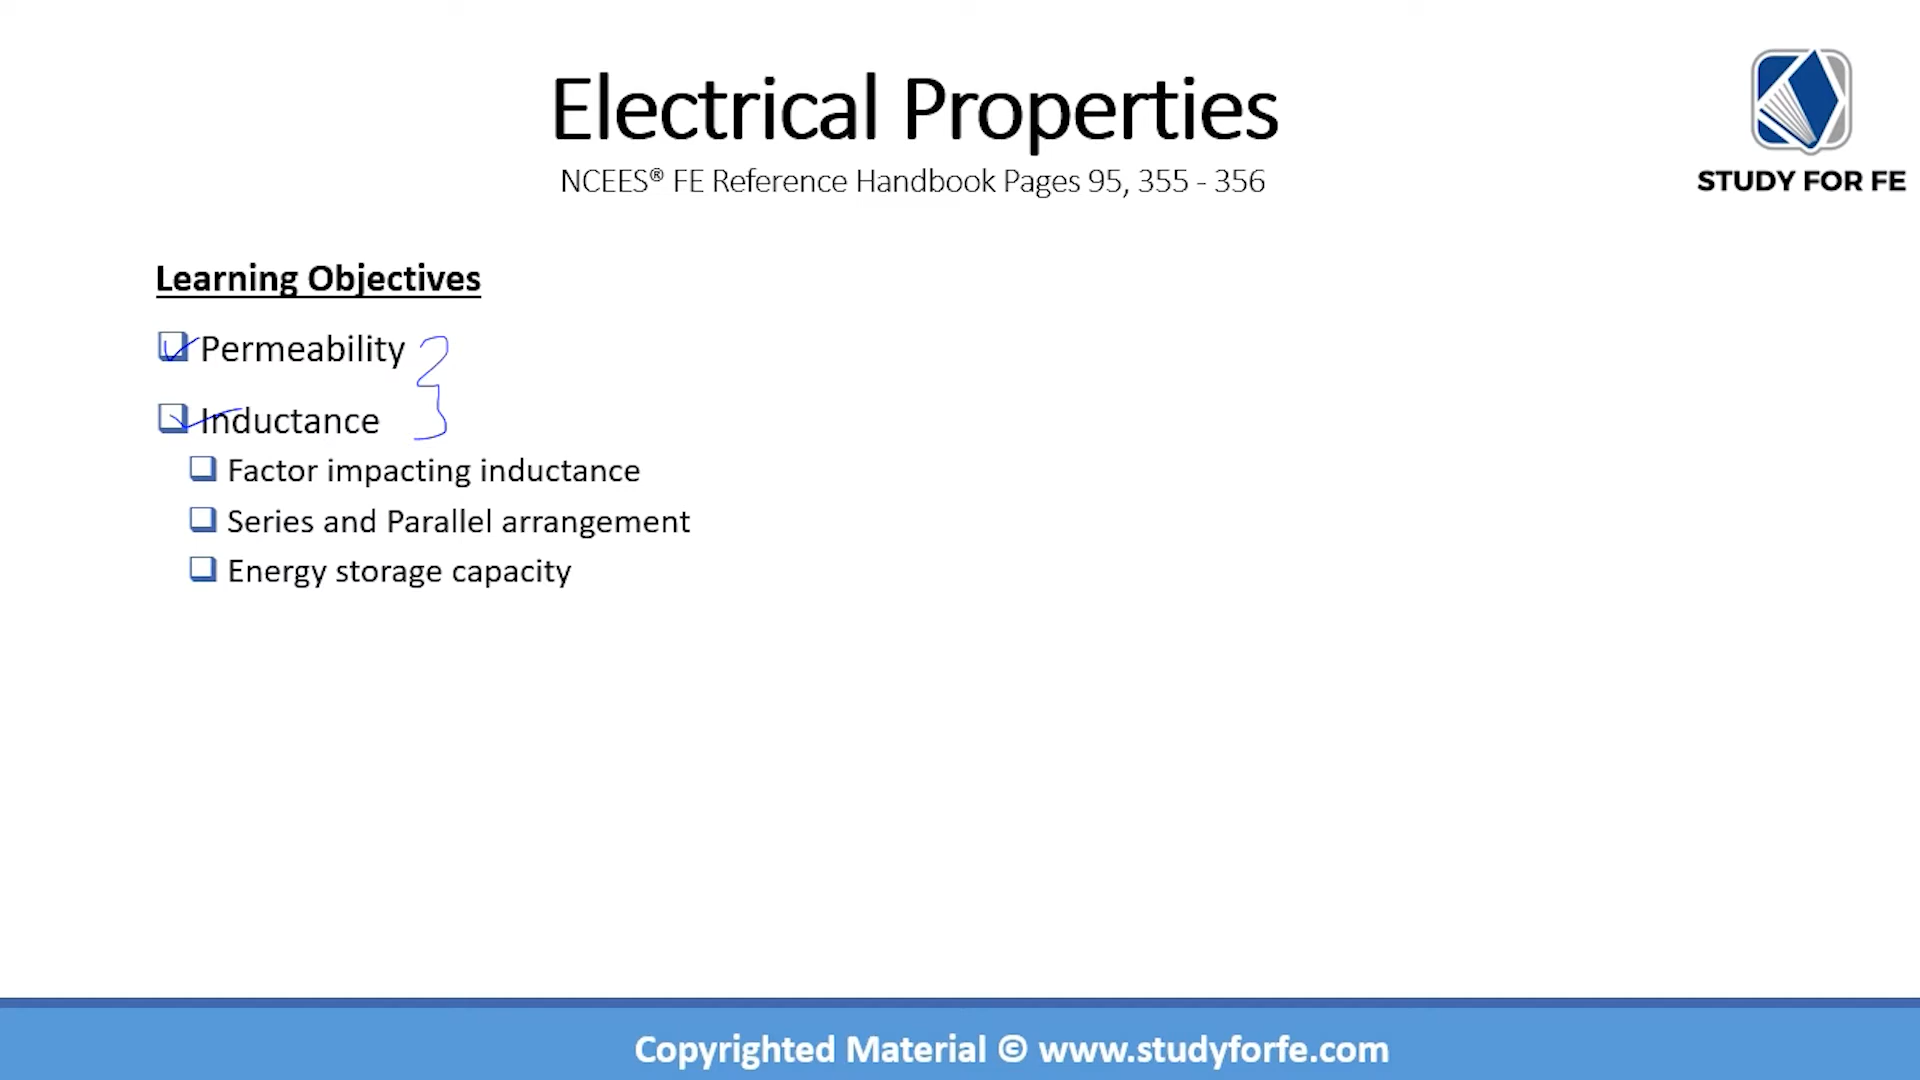 Electrical Properties
NCEES® FE Reference Handbook Pages 95, 355 - 356
STUDY FOR FE
Learning Objectives
Permeability
Inductance
Factor impacting inductance
Series and Parallel arrangement
Energy storage capacity
Copyrighted Material © www.studyforfe.com